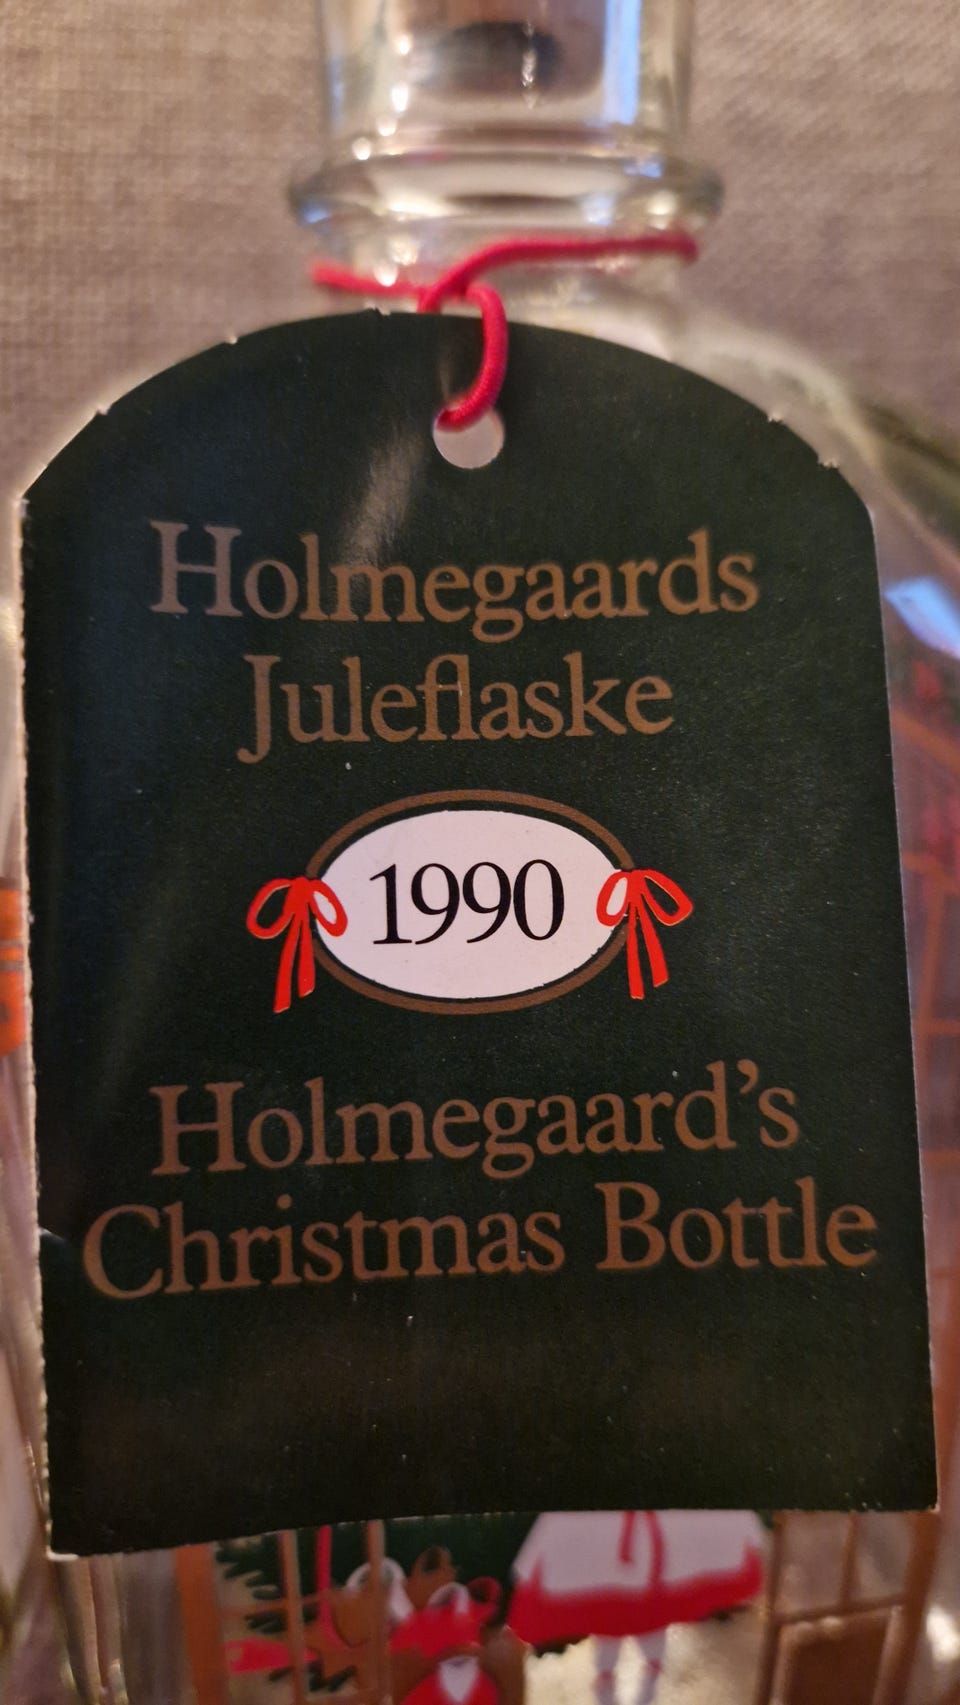 Holmegaards
Juleflaske
1990
Holmegaard's
Christmas Bottle